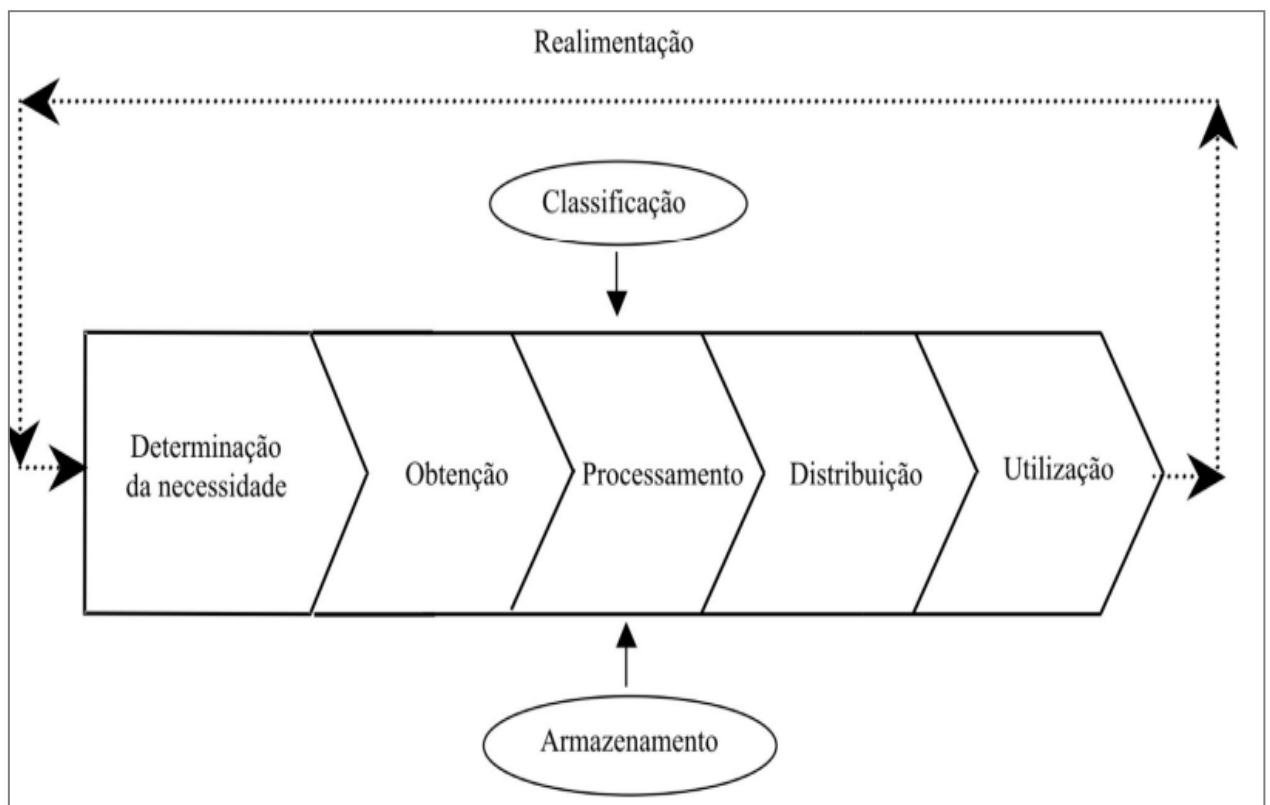 Realimentação
Classificação
Determinação
da necessidade
Obtenção
Processamento
Distribuição
Utilização
Armazenamento